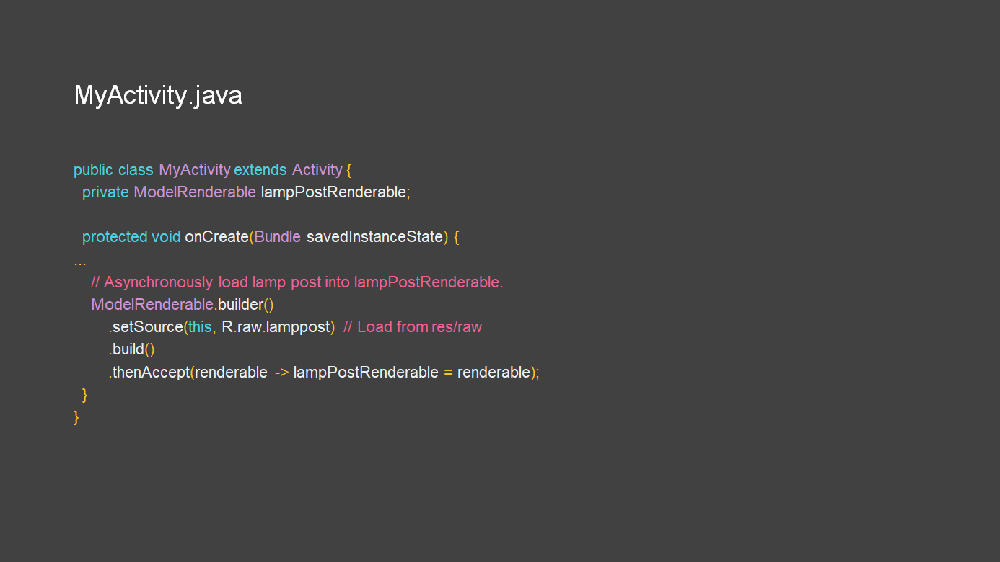 MyActivity.java
public class MyActivity extends Activity {
private ModelRenderable lampPostRenderable;
protected void onCreate(Bundle savedInstanceState) {
...
// Asynchronously load lamp post into lampPostRenderable.
ModelRenderable.builder()
.setSource(this, R.raw.lamppost) // Load from res/raw
.build()
.thenAccept(renderable -> lampPostRenderable = renderable);
}
}